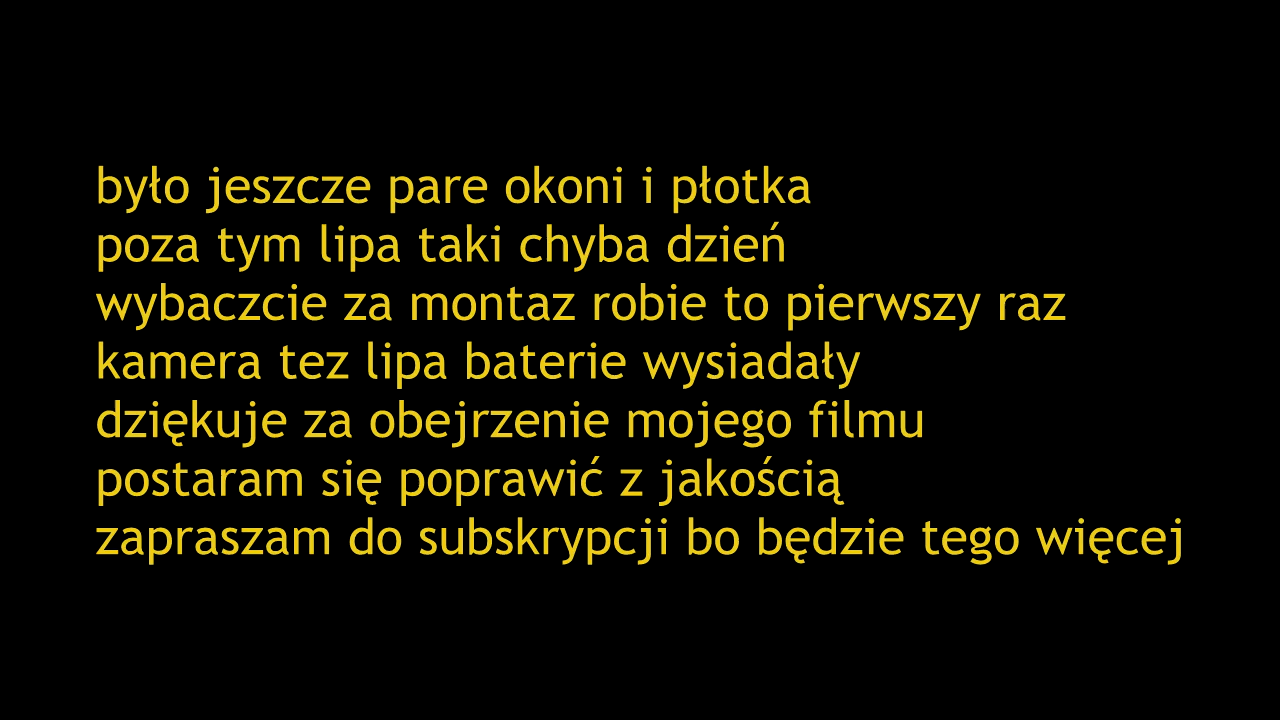 było jeszcze pare okoni i płotka
poza tym lipa taki chyba dzień
wybaczcie za montaz robie to pierwszy raz
kamera tez lipa baterie wysiadały
dziękuje za obejrzenie mojego filmu
postaram się poprawić z jakością
zapraszam do subskrypcji bo będzie tego więcej